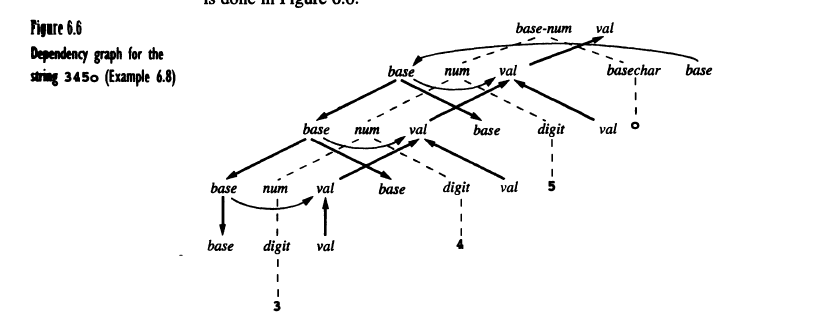 is done in Figure 6.6.
Figure 6.6
Dependency graph for the
string 345o (Example 6.8)
base-num val
base num val basechar base
base num val base digit val o
base num val base digit val 5
base digit val 4
3